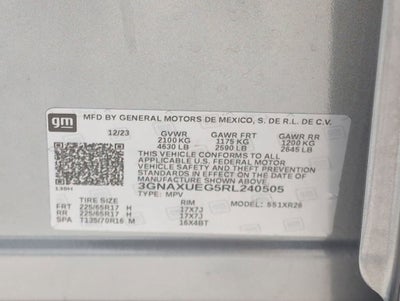 gm MFD BY GENERAL MOTORS DE MEXICO, S. DE R.L. DE C.V.
12/23 GVWR GAWR FRT GAWR RR
2100 KG 1175 KG 1200 KG
4630 LB 2590 LB 2645 LB
THIS VEHICLE CONFORMS TO ALL
APPLICABLE U.S. FEDERAL MOTOR
VEHICLE SAFETY AND THEFT PREVENTION
STANDARDS IN EFFECT ON THE DATE
OF MANUFACTURE SHOWN ABOVE.
3GNAXUEG5RL240505
TYPE: MPV MODEL:
TIRE SIZE RIM
FRT 225/65R17 H 17X7J
RR 225/65R17 H 17X7J
SPA T135/70R16 M 16X4BT